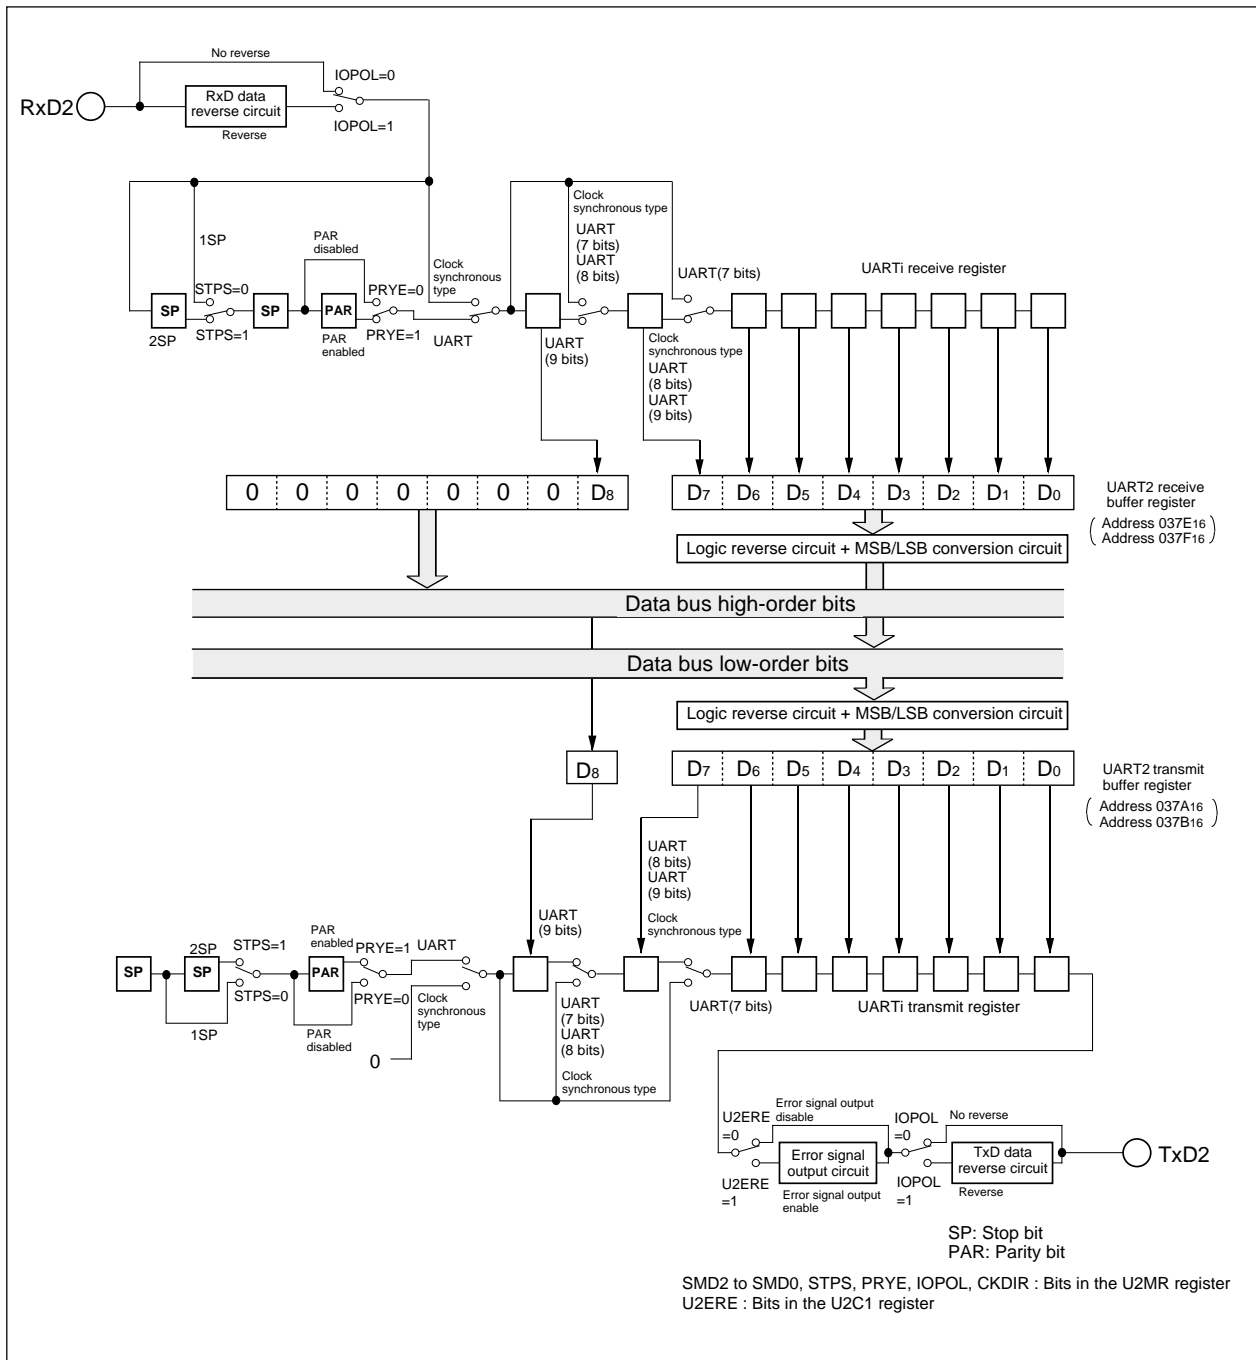 No reverse
IOPOL=0
RxD2
RxD data
reverse circuit
IOPOL=1
Reverse
Clock
synchronous type
1SP
PAR
disabled
UART
(7 bits)
UART
(8 bits)
Clock
synchronous
type
UART(7 bits)
UARTi receive register
STPS=0
PRYE=0
SP
SP
PAR
2SP
STPS=1
PAR
enabled
PRYE=1
UART
UART
(9 bits)
Clock
synchronous type
UART
(8 bits)
UART
(9 bits)
0 0 0 0 0 0 0 D8
D7 D6 D5 D4 D3 D2 D1 D0
UART2 receive
buffer register
( Address 037E16
Address 037F16 )
Logic reverse circuit + MSB/LSB conversion circuit
Data bus high-order bits
Data bus low-order bits
Logic reverse circuit + MSB/LSB conversion circuit
D8
D7 D6 D5 D4 D3 D2 D1 D0
UART2 transmit
buffer register
( Address 037A16
Address 037B16 )
UART
(8 bits)
UART
(9 bits)
Clock
synchronous type
UART
(9 bits)
PAR
enabled
2SP
STPS=1
PRYE=1
UART
SP
SP
PAR
STPS=0
PRYE=0
1SP
PAR
disabled
Clock
synchronous
type
0
UART
(7 bits)
UART
(8 bits)
Clock
synchronous type
UART(7 bits)
UARTi transmit register
U2ERE
=0
Error signal output
disable
IOPOL
=0
No reverse
Error signal
output circuit
TxD data
reverse circuit
TxD2
U2ERE
=1
Error signal output
enable
IOPOL
=1
Reverse
SP: Stop bit
PAR: Parity bit
SMD2 to SMD0, STPS, PRYE, IOPOL, CKDIR : Bits in the U2MR register
U2ERE : Bits in the U2C1 register